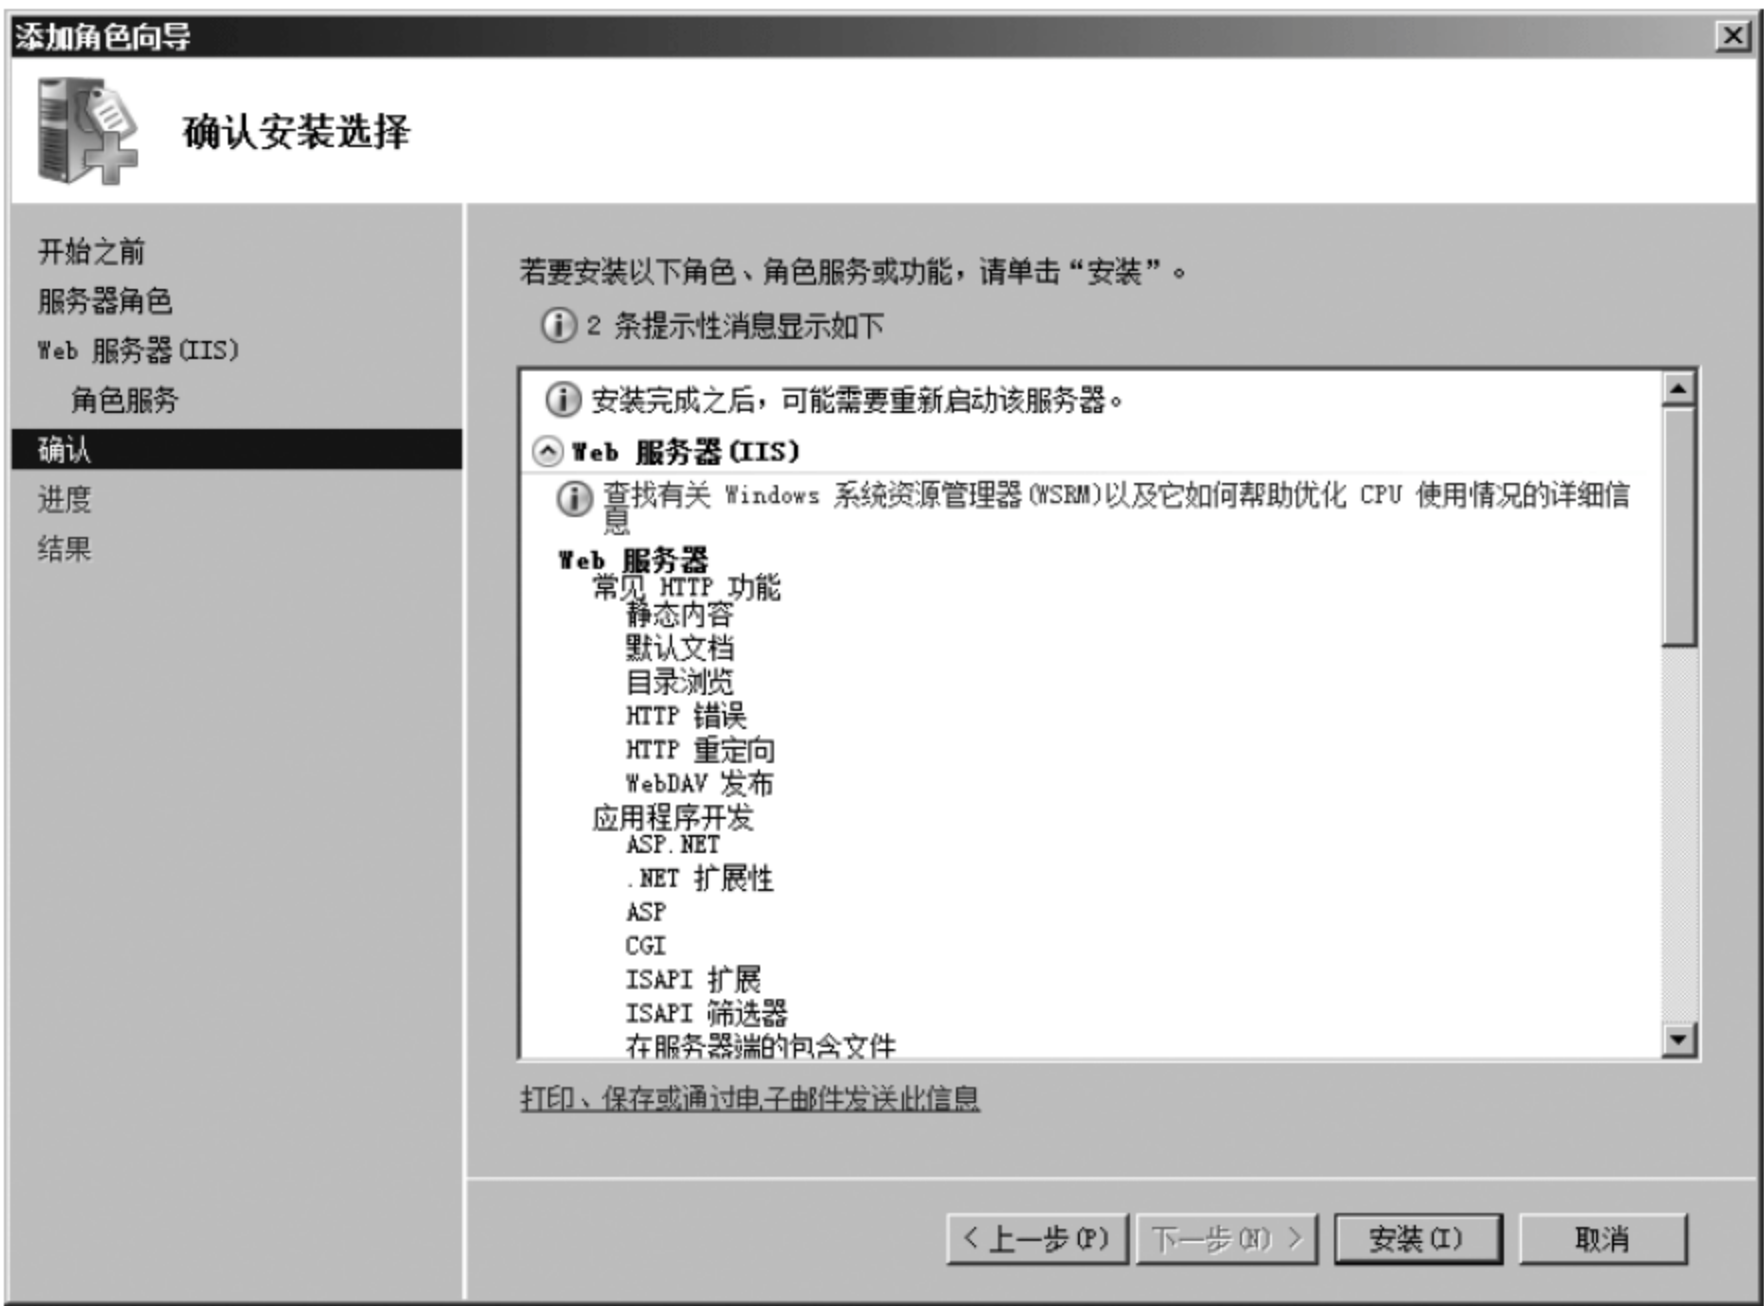 添加角色向导
确认安装选择
开始之前
服务器角色
Web 服务器(IIS)
角色服务
确认
进度
结果
若要安装以下角色、角色服务或功能，请单击“安装”。
2 条提示性消息显示如下
安装完成之后，可能需要重新启动该服务器。
Web 服务器(IIS)
查找有关 Windows 系统资源管理器(WSRM)以及它如何帮助优化 CPU 使用情况的详细信
息
Web 服务器
常见 HTTP 功能
静态内容
默认文档
目录浏览
HTTP 错误
HTTP 重定向
WebDAV 发布
应用程序开发
ASP.NET
.NET 扩展性
ASP
CGI
ISAPI 扩展
ISAPI 筛选器
在服务器端的包含文件
打印、保存或通过电子邮件发送此信息
< 上一步(P) 下一步(N) > 安装(I) 取消